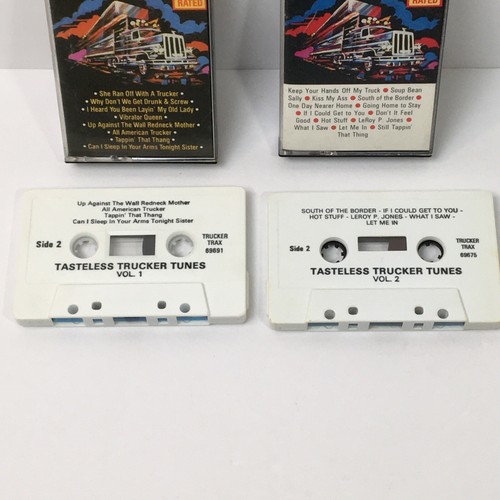 RATED
• She Ran Off With A Trucker •
• Why Don't We Get Drunk & Screw •
• I Heard You Been Layin' My Old Lady •
Vibrator Queen •
• Up Against The Wall Redneck Mother •
All American Trucker •
• Tappin' That Thang •
• Can I Sleep In Your Arms Tonight Sister
RATED
Keep Your Hands Off My Truck • Soup Bean
Sally • Kiss My Ass • South of the Border •
One Day Nearer Home • Going Home to Stay
• If I Could Get to You • Don't It Feel
Good • Hot Stuff • LeRoy P. Jones •
What I Saw • Let Me In • Still Tappin'
That Thing
Up Against The Wall Redneck Mother
All American Trucker
Tappin' That Thang
Can I Sleep In Your Arms Tonight Sister
Side 2
TRUCKER
TRAX
69691
TASTELESS TRUCKER TUNES
VOL. 1
SOUTH OF THE BORDER - IF I COULD GET TO YOU -
HOT STUFF - LEROY P. JONES - WHAT I SAW -
LET ME IN
Side 2
TRUCKER
TRAX
69675
TASTELESS TRUCKER TUNES
VOL. 2